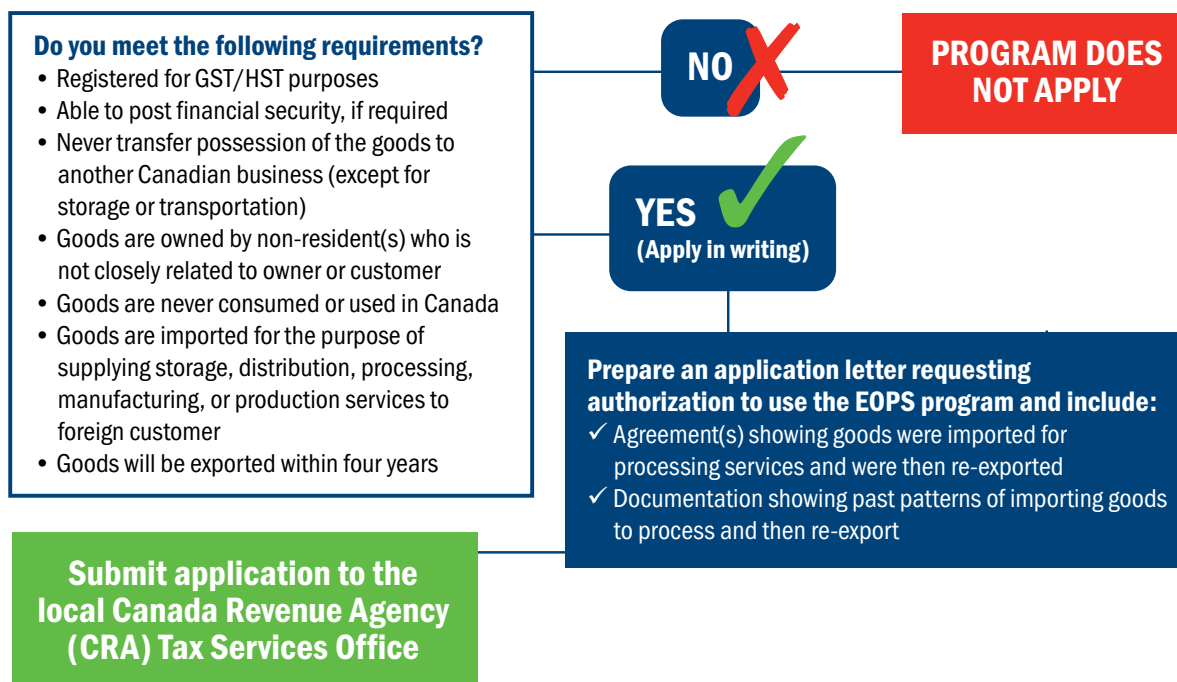 Do you meet the following requirements?
• Registered for GST/HST purposes
• Able to post financial security, if required
• Never transfer possession of the goods to
another Canadian business (except for
storage or transportation)
• Goods are owned by non-resident(s) who is
not closely related to owner or customer
• Goods are never consumed or used in Canada
• Goods are imported for the purpose of
supplying storage, distribution, processing,
manufacturing, or production services to
foreign customer
• Goods will be exported within four years
NO
PROGRAM DOES
NOT APPLY
YES
(Apply in writing)
Prepare an application letter requesting
authorization to use the EOPS program and include:
✓ Agreement(s) showing goods were imported for
processing services and were then re-exported
✓ Documentation showing past patterns of importing goods
to process and then re-export
Submit application to the
local Canada Revenue Agency
(CRA) Tax Services Office